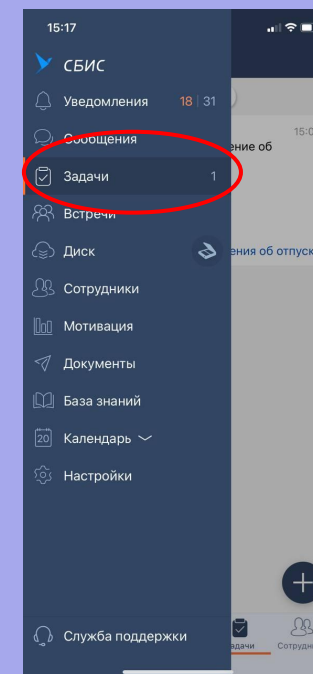 15:17
СБИС
Уведомления 18 | 31
Сообщения
15:0
ение об
Задачи 1
Встречи
Диск
ения об отпуск
Сотрудники
Мотивация
Документы
База знаний
20 Календарь
Настройки
Служба поддержки
адачи Сотрудн